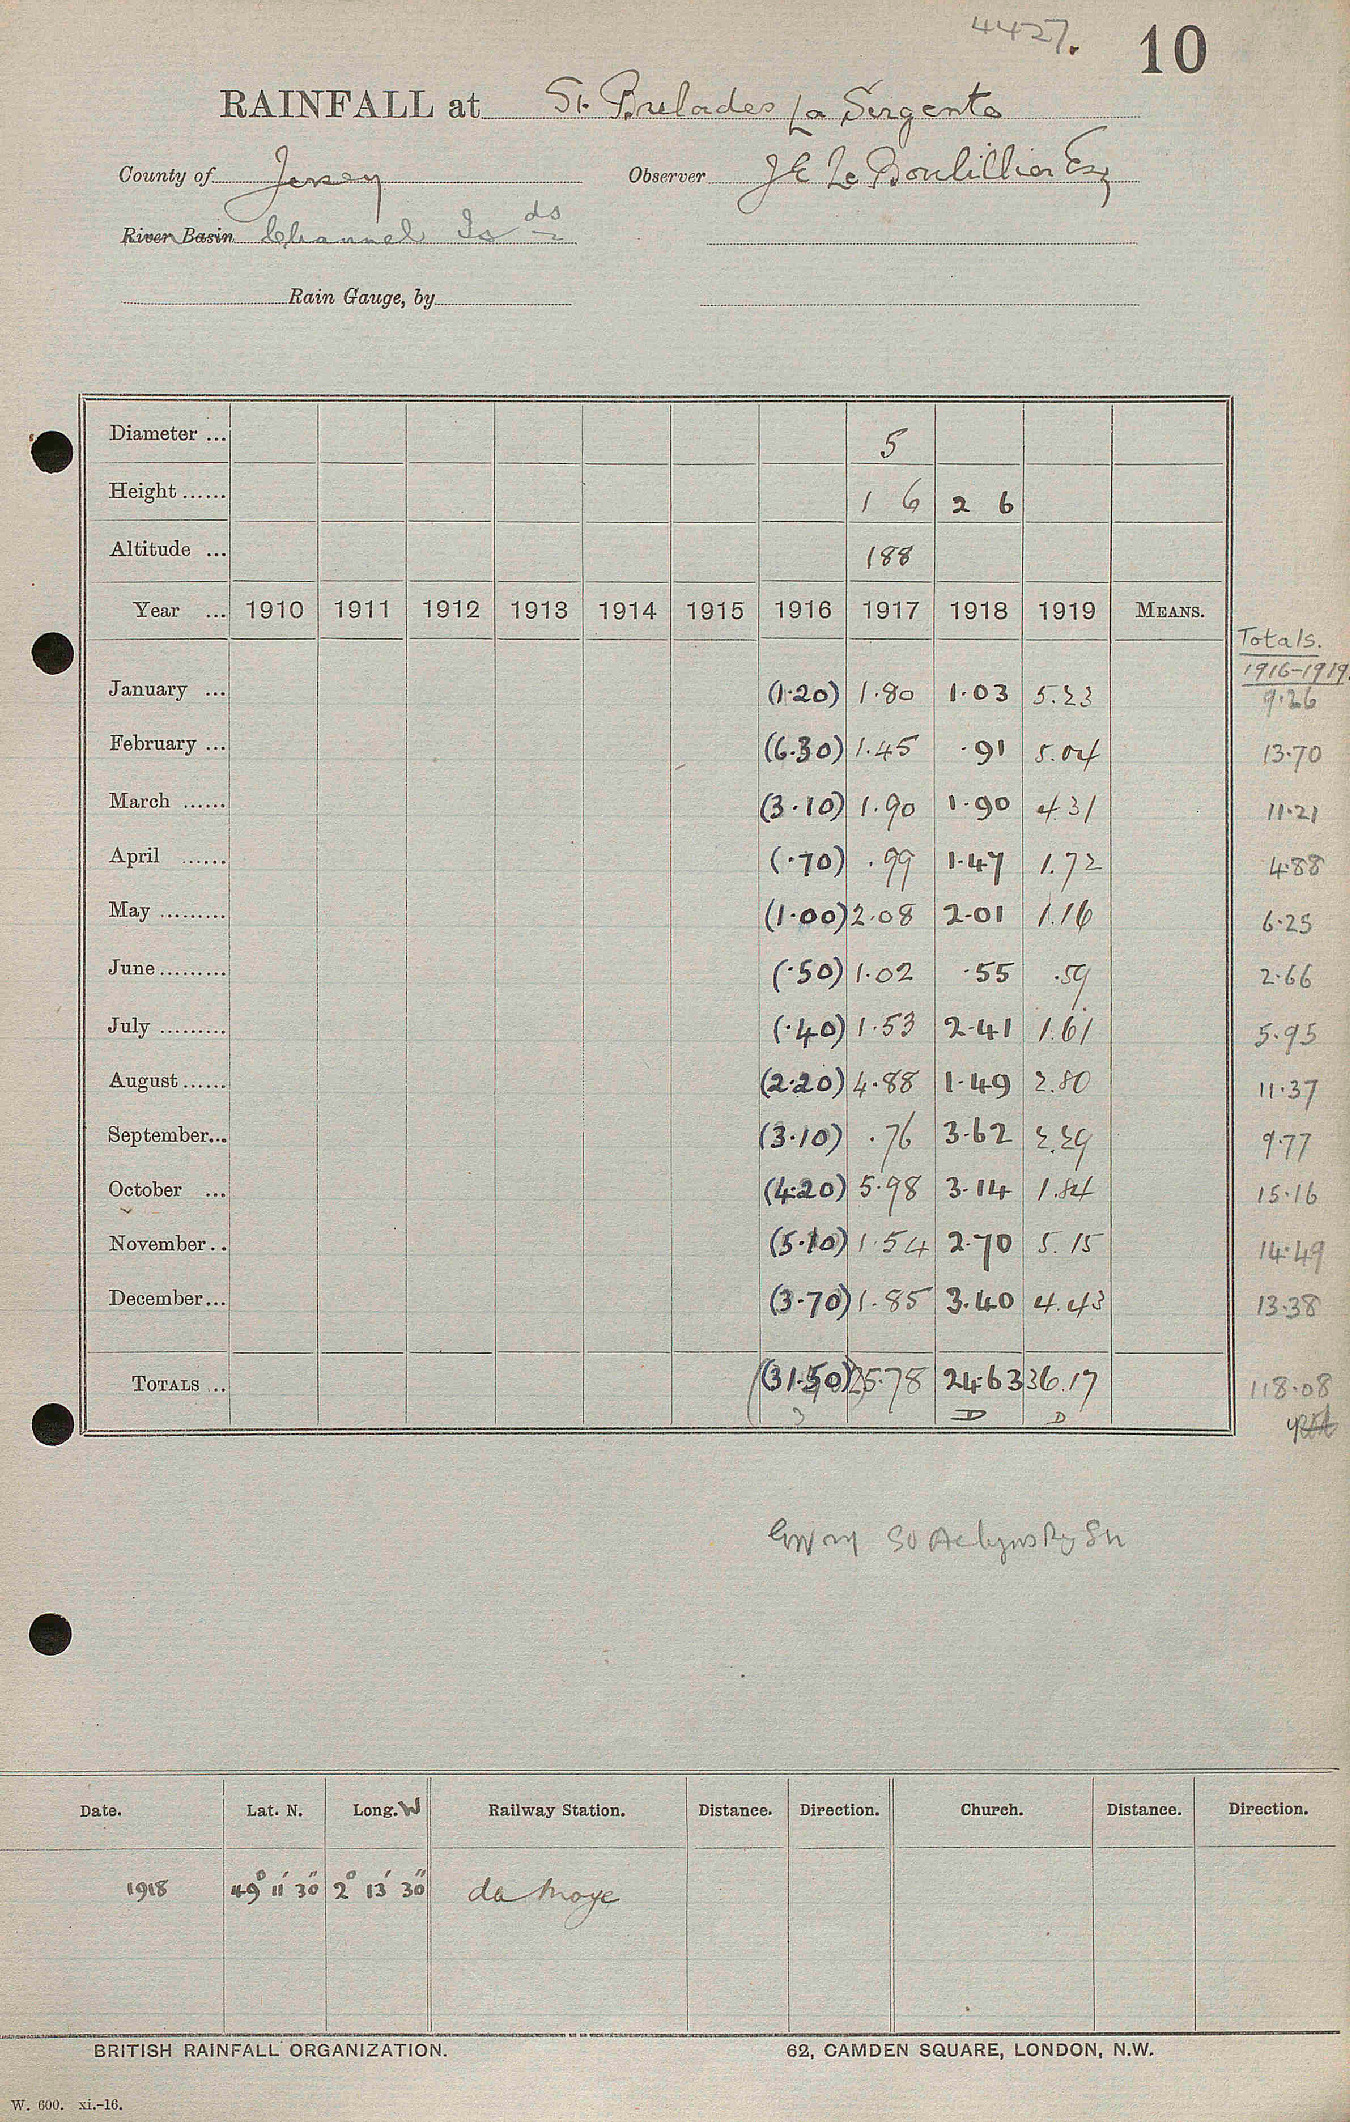 4427. 10
RAINFALL at St. Brelades La Sergente
County of Jersey Observer J E Le Boulillier Esq
River Basin Channel Is ds
Rain Gauge, by
Diameter ... 5
Height ...... 1 6 2 6
Altitude ... 188
Year ... 1910 1911 1912 1913 1914 1915 1916 1917 1918 1919 MEANS.
Totals.
1916-1919.
January ... (1.20) 1.80 1.03 5.23 9.26
February ... (6.30) 1.45 .91 5.04 13.70
March ...... (3.10) 1.90 1.90 4.31 11.21
April ...... (.70) .99 1.47 1.72 4.88
May ......... (1.00) 2.08 2.01 1.16 6.25
June ......... (.50) 1.02 .55 .59 2.66
July ......... (.40) 1.53 2.41 1.61 5.95
August ...... (2.20) 4.88 1.49 2.80 11.37
September... (3.10) .76 3.62 2.29 9.77
October ... (4.20) 5.98 3.14 1.84 15.16
November.. (5.10) 1.54 2.70 5.15 14.49
December... (3.70) 1.85 3.40 4.43 13.38
TOTALS ... (31.50) 25.78 24.63 36.17 118.08
3 D D
Date. Lat. N. Long. W Railway Station. Distance. Direction. Church. Distance. Direction.
1918 49° 11' 30" 2° 13' 30" La Moye
BRITISH RAINFALL ORGANIZATION. 62, CAMDEN SQUARE, LONDON, N.W.
W. 600. xi.-16.